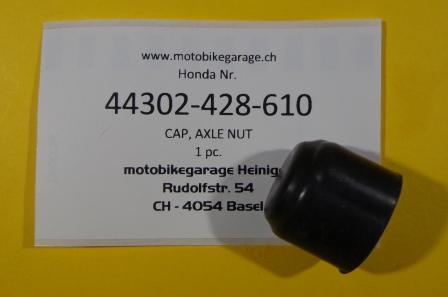 www.motobikegarage.ch
Honda Nr.
44302-428-610
CAP, AXLE NUT
1 pc.
motobikegarage
Rudolfstr. 54
CH - 4054 Basel